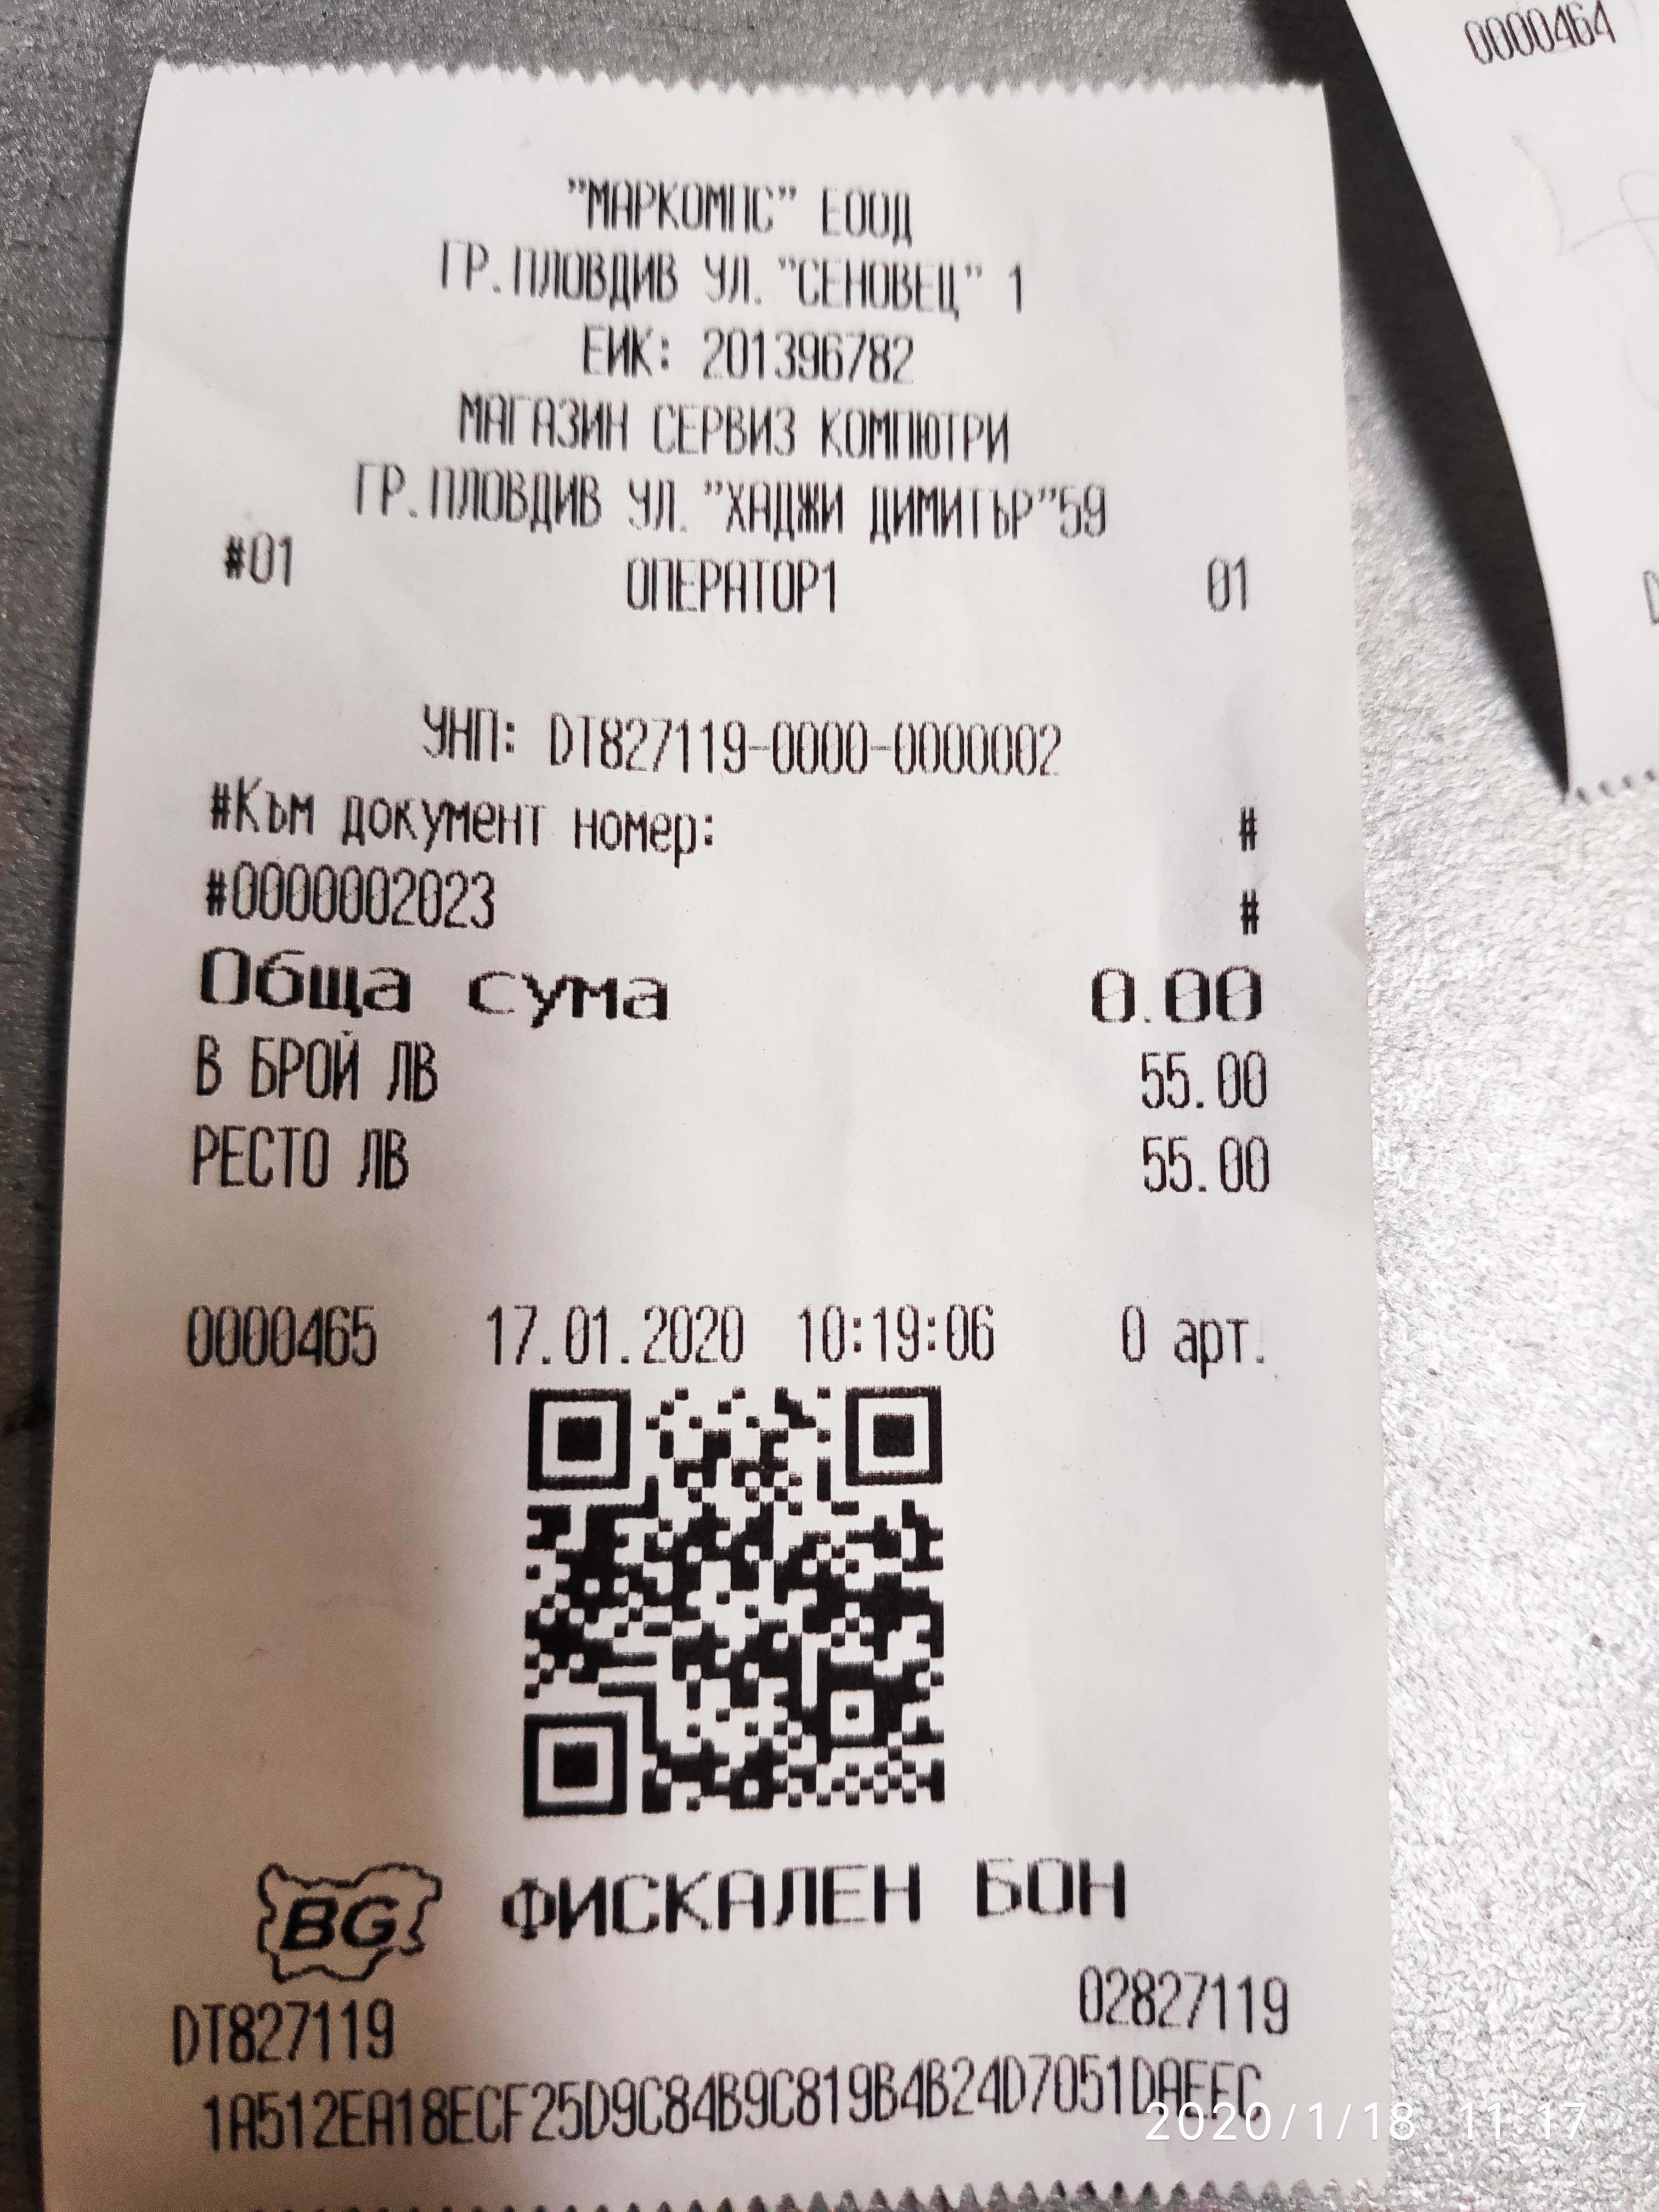 "МАРКОМПС" ЕООД
ГР.ПЛОВДИВ УЛ. "СЕНОВЕЦ" 1
ЕИК: 201396782
МАГАЗИН СЕРВИЗ КОМПЮТРИ
ГР.ПЛОВДИВ УЛ. "ХАДЖИ ДИМИТЪР"59
#01 ОПЕРАТОР1 01
УНП: DT827119-0000-0000002
#Към документ номер: #
#0000002023 #
Обща сума 0.00
В БРОЙ ЛВ 55.00
РЕСТО ЛВ 55.00
0000465 17.01.2020 10:19:06 0 арт.
BG ФИСКАЛЕН БОН
DT827119 02827119
1A512EA18ECF25D9C84B9C819B4B24D7051DAEEC
2020/1/18 11:17
0000464